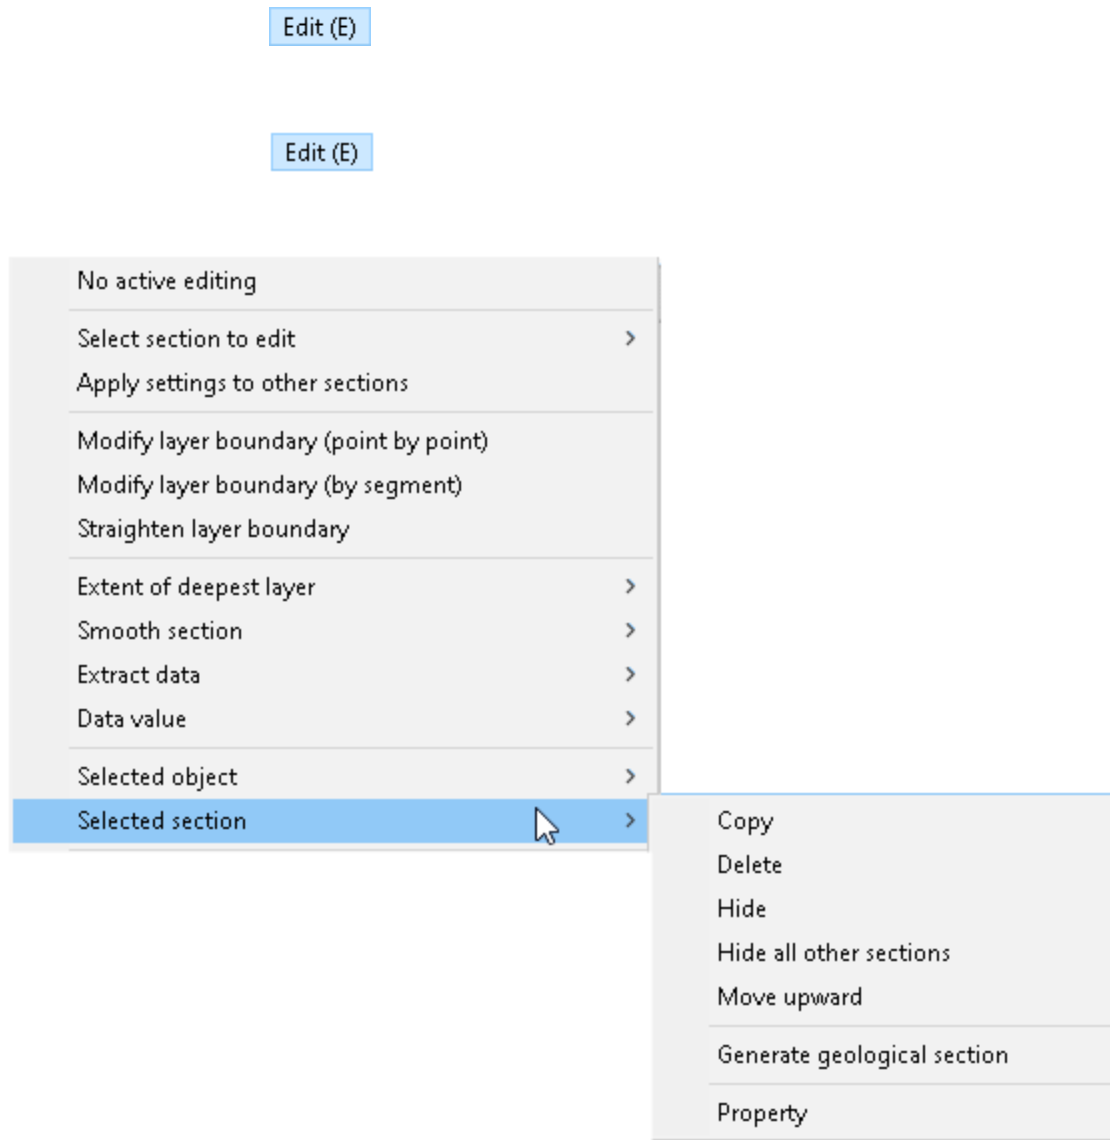 Edit (E)
Edit (E)
No active editing
Select section to edit
Apply settings to other sections
Modify layer boundary (point by point)
Modify layer boundary (by segment)
Straighten layer boundary
Extent of deepest layer
Smooth section
Extract data
Data value
Selected object
Selected section
Copy
Delete
Hide
Hide all other sections
Move upward
Generate geological section
Property